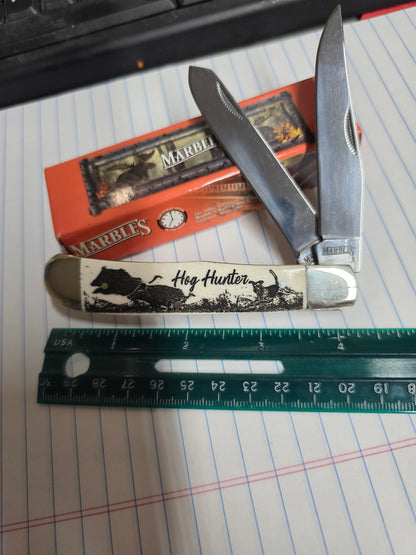 MARBLE'S
MARBLE'S
MARBLES
Hog Hunter
USA 1 2 3 4
29 28 27 26 25 24 23 22 21 20 19 18